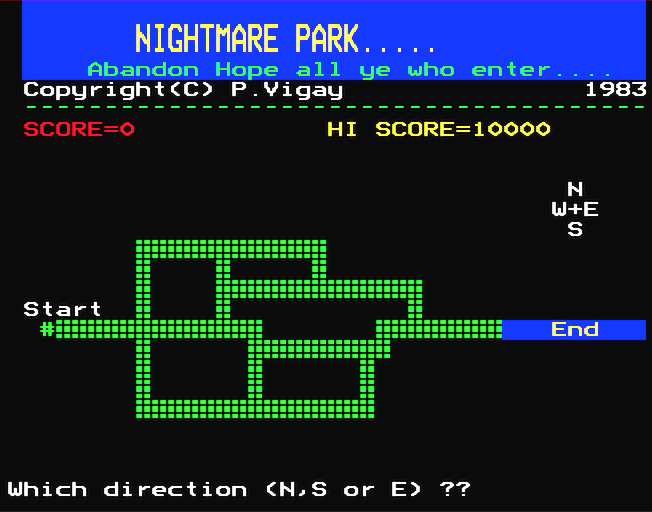 NIGHTMARE PARK.....
Abandon Hope all ye who enter....
Copyright(C) P.Vigay 1983
SCORE=0 HI SCORE=10000
N
W+E
S
Start
#
End
Which direction (N,S or E) ??